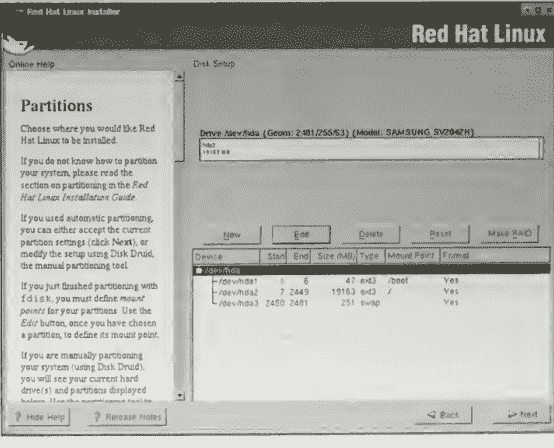 Red Hat Linux Installer
Red Hat Linux
Online Help
Disk Setup
Partitions
Choose where you would like Red
Hat Linux to be installed.
If you do not know how to partition
your system, please read the
section on partitioning in the Red
Hat Linux Installation Guide.
If you used automatic partitioning,
you can either accept the current
partition settings (click Next), or
modify the setup using Disk Druid,
the manual partitioning tool.
If you just finished partitioning with
fdisk, you must define mount
points for your partitions. Use the
Edit button, once you have chosen
a partition, to define its mount point.
If you are manually partitioning
your system (using Disk Druid),
you will see your current hard
drive(s) and partitions displayed
below. Use the partitioning tool to
Drive /dev/hda (Geom: 2481/255/63) (Model: SAMSUNG SV2042H)
hda2
19163 MB
New Edit Delete Reset Make RAID
Device Start End Size (MB) Type Mount Point Format
/dev/hda
/dev/hda1 1 6 47 ext3 /boot Yes
/dev/hda2 7 2449 19163 ext3 / Yes
/dev/hda3 2450 2481 251 swap Yes
? Hide Help ? Release Notes Back Next